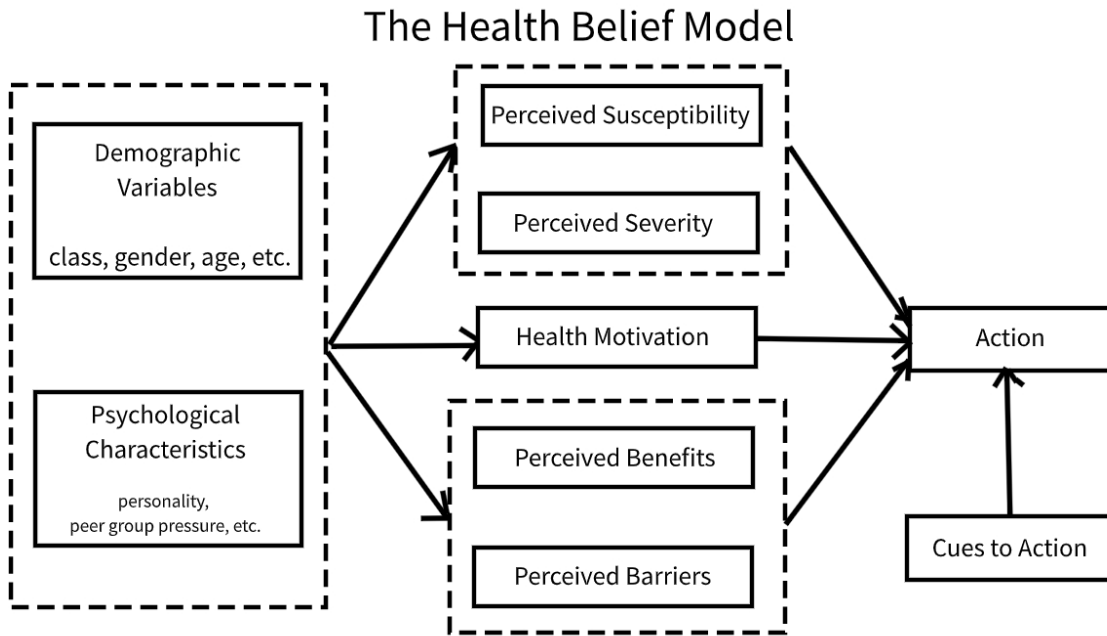 The Health Belief Model
Demographic
Variables
class, gender, age, etc.
Psychological
Characteristics
personality,
peer group pressure, etc.
Perceived Susceptibility
Perceived Severity
Health Motivation
Perceived Benefits
Perceived Barriers
Action
Cues to Action